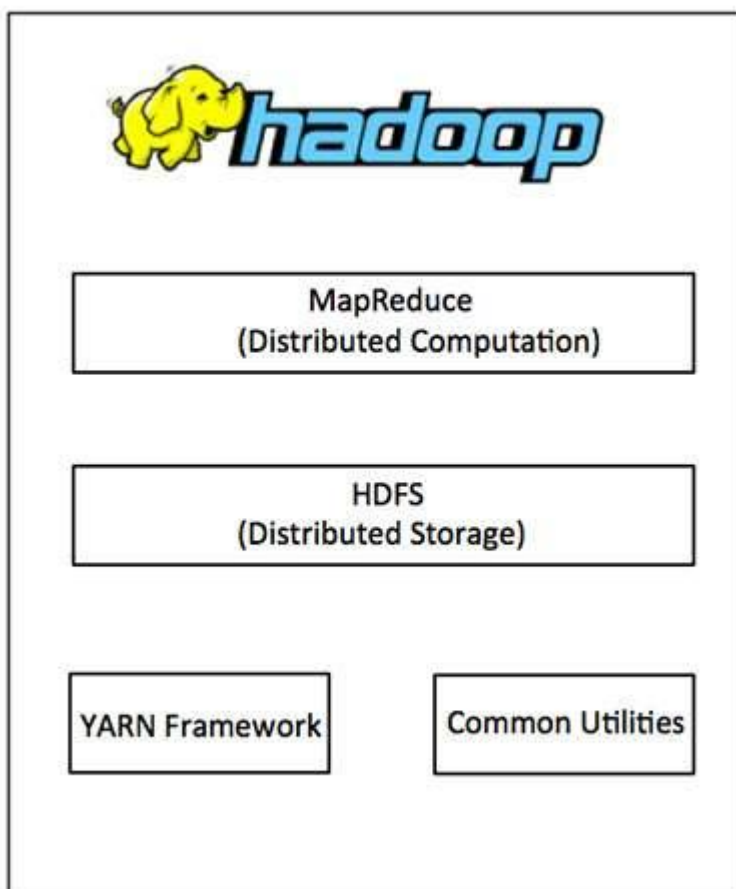 hadoop
MapReduce
(Distributed Computation)
HDFS
(Distributed Storage)
YARN Framework
Common Utilities